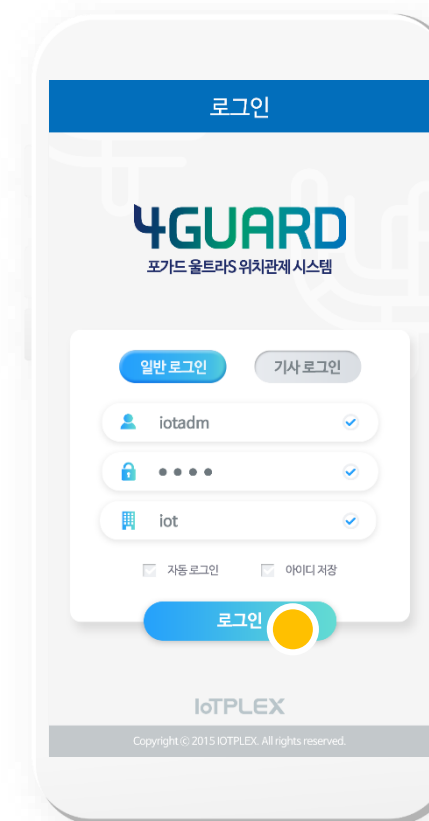 로그인
4GUARD
포가드 울트라S 위치관제 시스템
일반 로그인 기사 로그인
iotadm
iot
자동 로그인 아이디 저장
로그인
IoTPLEX
Copyright © 2015 IOTPLEX. All rights reserved.